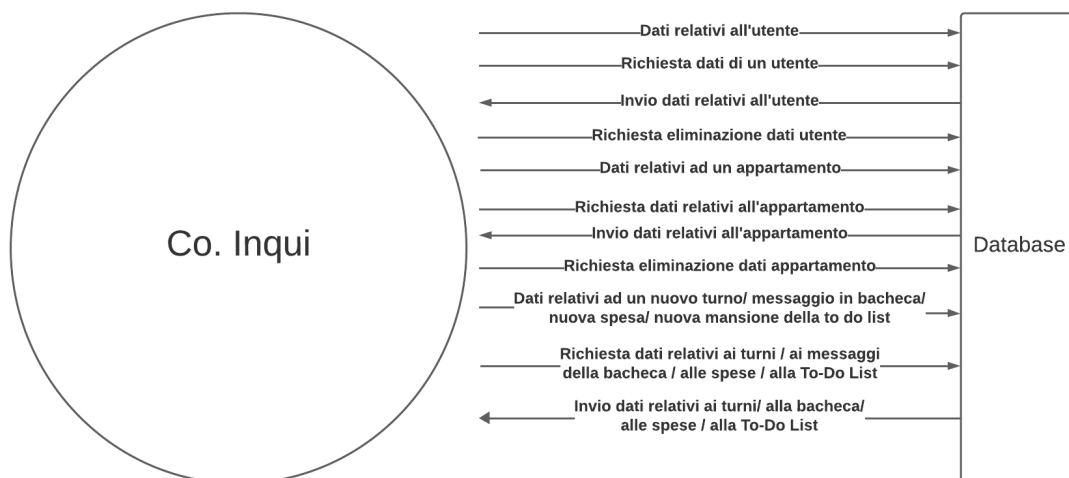 Dati relativi all'utente
Richiesta dati di un utente
Invio dati relativi all'utente
Richiesta eliminazione dati utente
Dati relativi ad un appartamento
Richiesta dati relativi all'appartamento
Co. Inqui
Invio dati relativi all'appartamento
Database
Richiesta eliminazione dati appartamento
Dati relativi ad un nuovo turno/ messaggio in bacheca/
nuova spesa/ nuova mansione della to do list
Richiesta dati relativi ai turni / ai messaggi
della bacheca / alle spese / alla To-Do List
Invio dati relativi ai turni/ alla bacheca/
alle spese / alla To-Do List